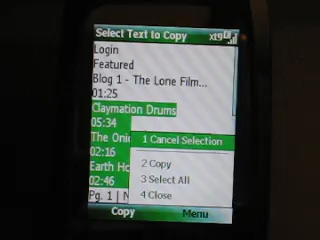 Select Text to Copy xt9
Login
Featured
Blog 1 - The Lone Film...
01:25
Claymation Drums
05:34
The Oni
02:16
Earth Ho
02:46
Pg. 1 | N
1 Cancel Selection
2 Copy
3 Select All
4 Close
Copy Menu